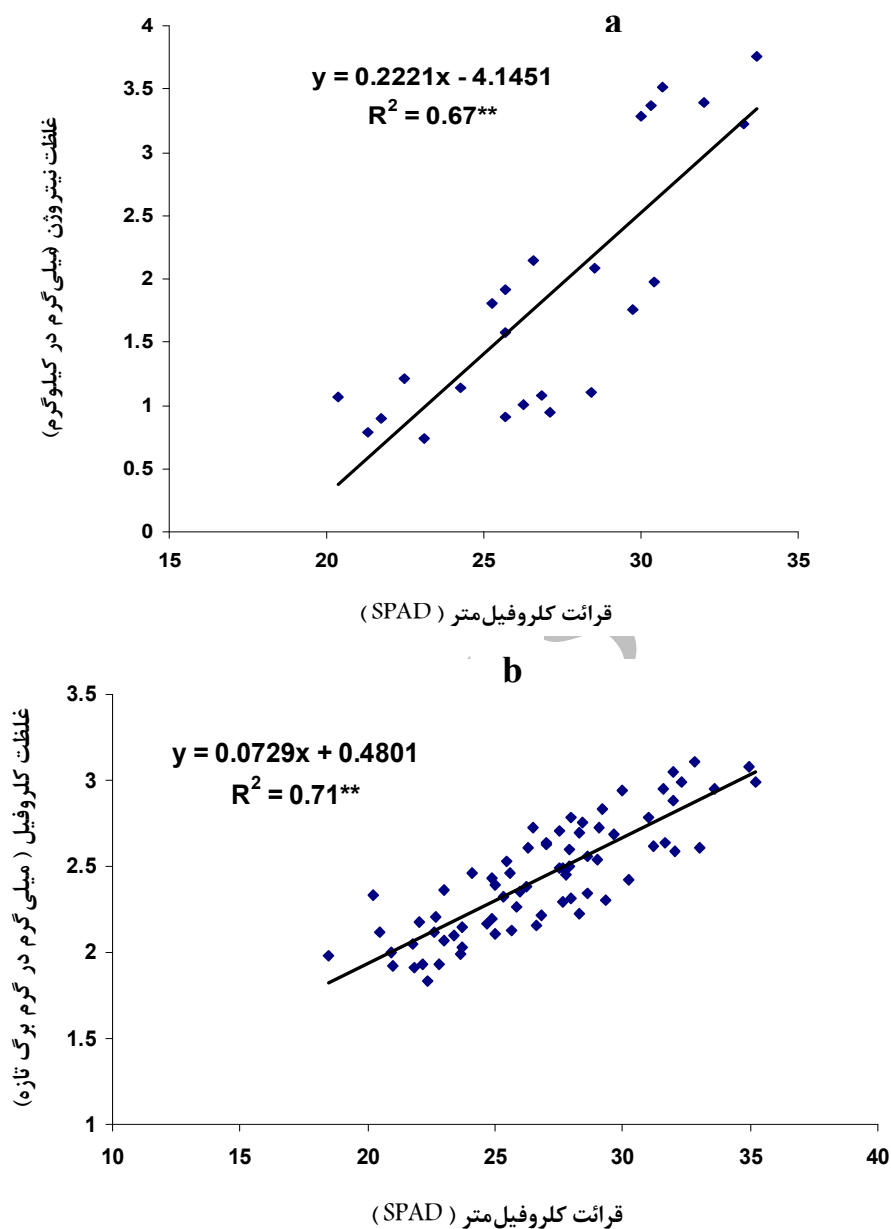 a
4
3.5
3
2.5
2
1.5
1
0.5
0
y = 0.2221x - 4.1451
R² = 0.67**
غلظت نیتروژن (میلی‌گرم در کیلوگرم)
15 20 25 30 35
قرائت کلروفیل‌متر ( SPAD )
b
3.5
3
2.5
2
1.5
1
y = 0.0729x + 0.4801
R² = 0.71**
غلظت کلروفیل ( میلی گرم در گرم برگ تازه)
10 15 20 25 30 35 40
قرائت کلروفیل‌متر ( SPAD )